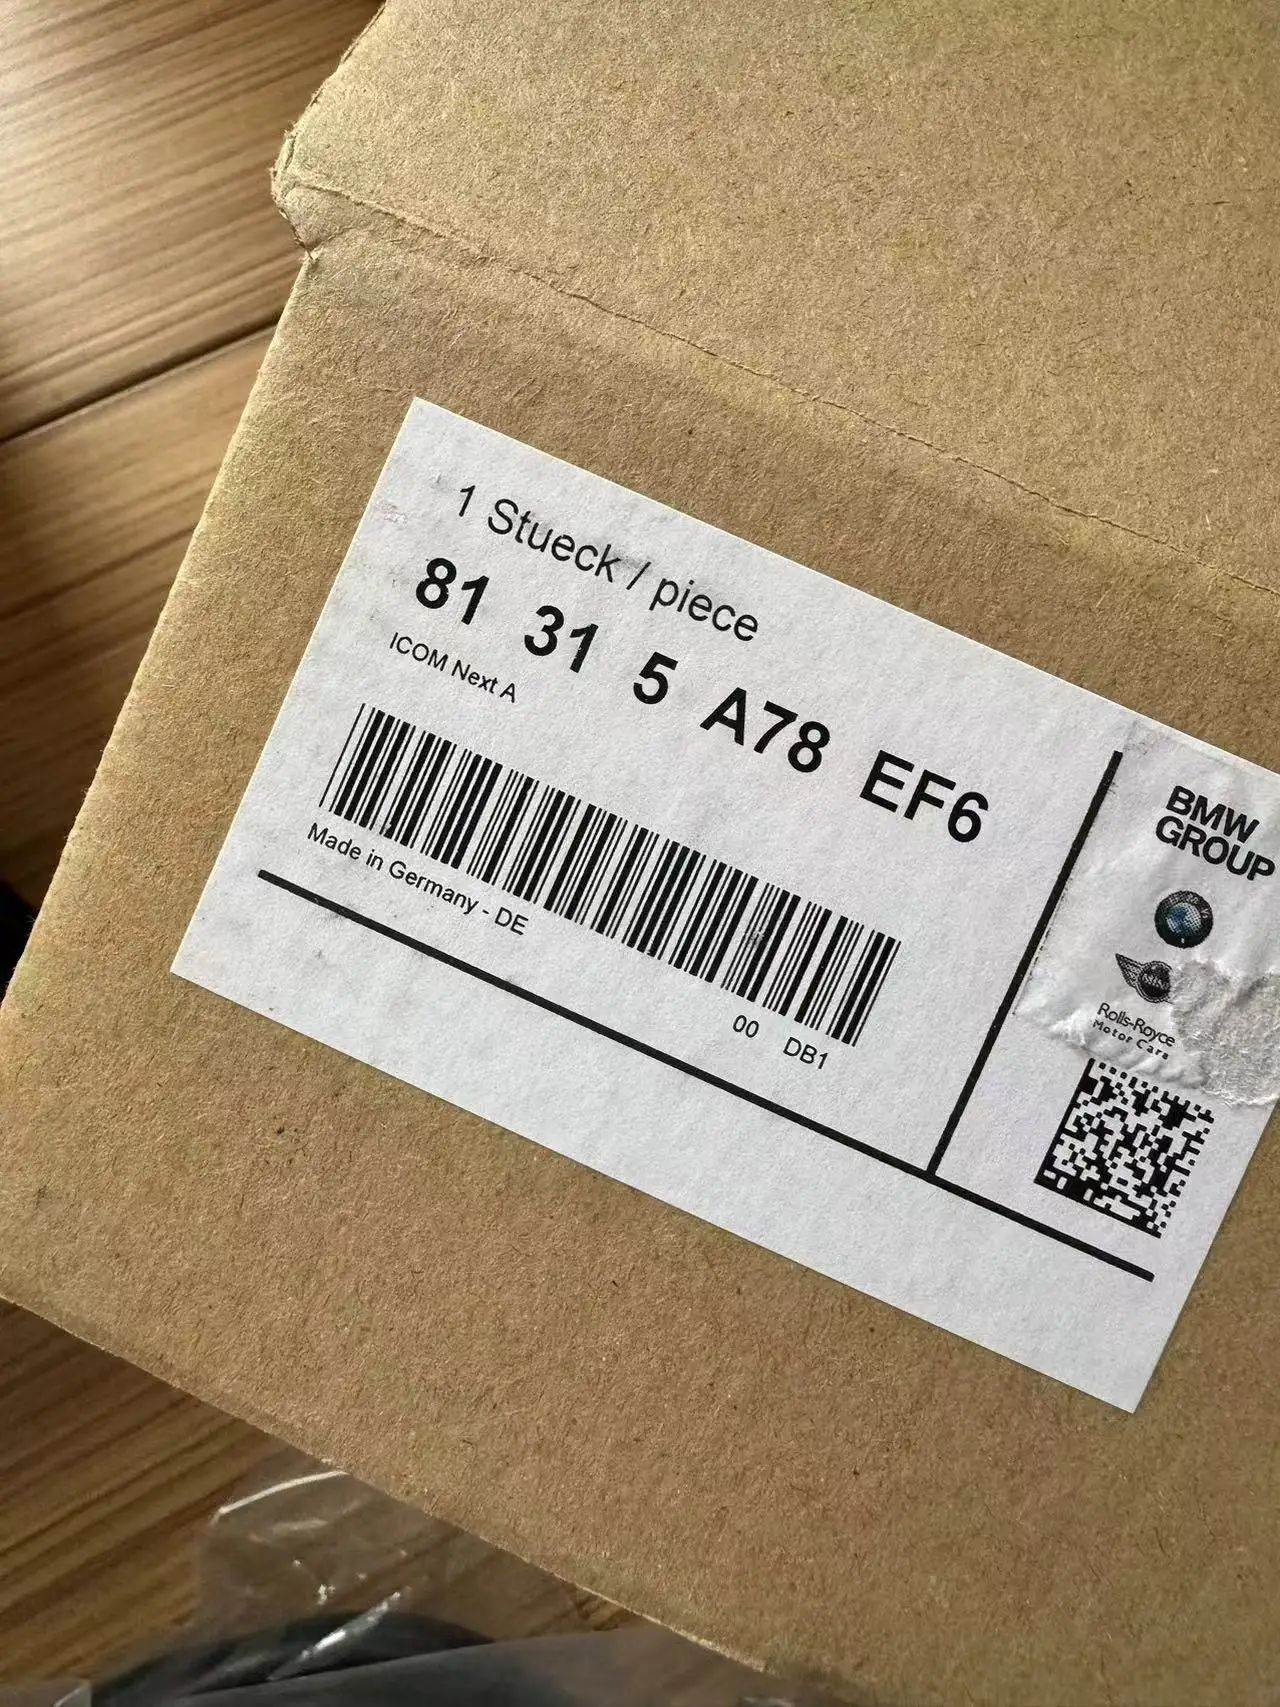 1 Stueck / piece
81 31 5 A78 EF6
ICOM Next A
Made in Germany - DE
00 DB1
BMW
GROUP
MINI
Rolls-Royce
Motor Cars